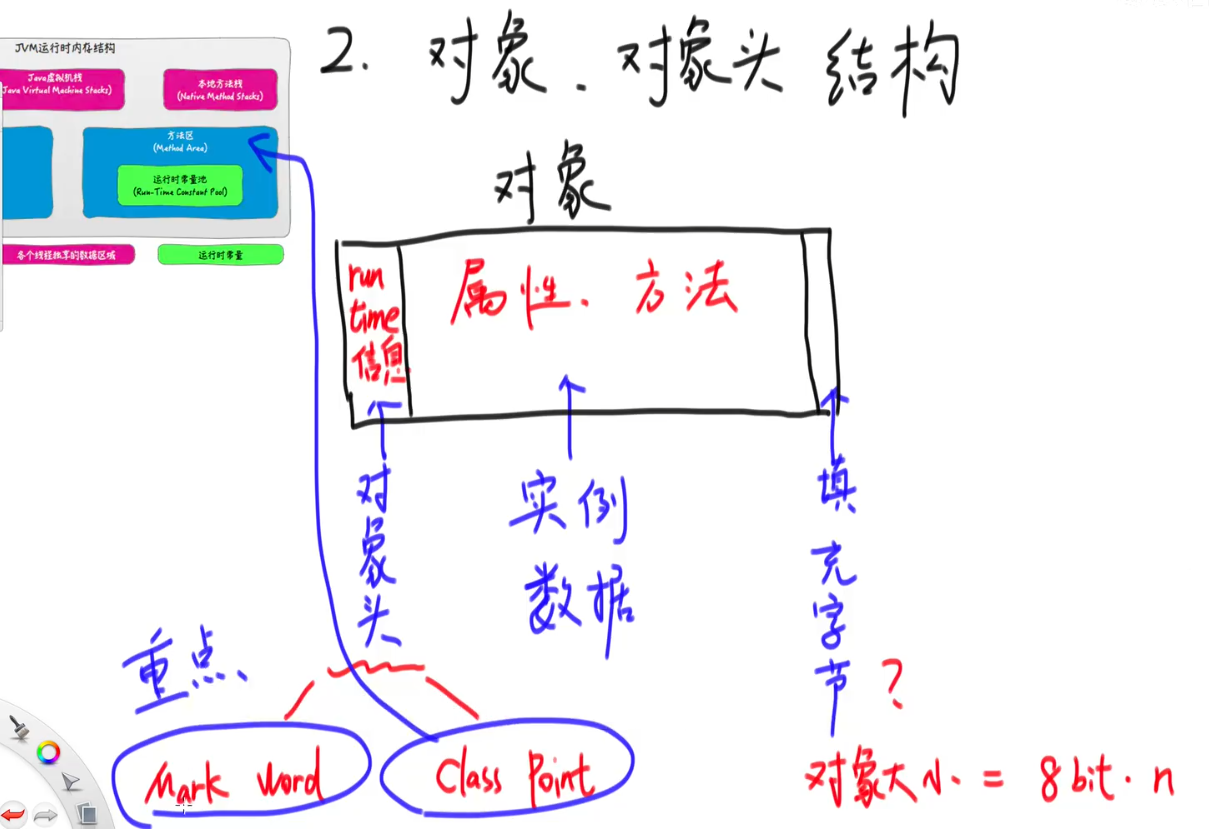 JVM运行时内存结构
Java虚拟机栈
Java Virtual Machine Stacks)
本地方法栈
(Native Method Stacks)
方法区
(Method Area)
运行时常量池
(Run-Time Constant Pool)
各个线程独享的数据区域
运行时常量
2. 对象、对象头 结构
对象
run
time
信息
属性、方法
对象头
实例
数据
填充字节
?
重点、
Mark Word
Class Point
对象大小 = 8bit·n